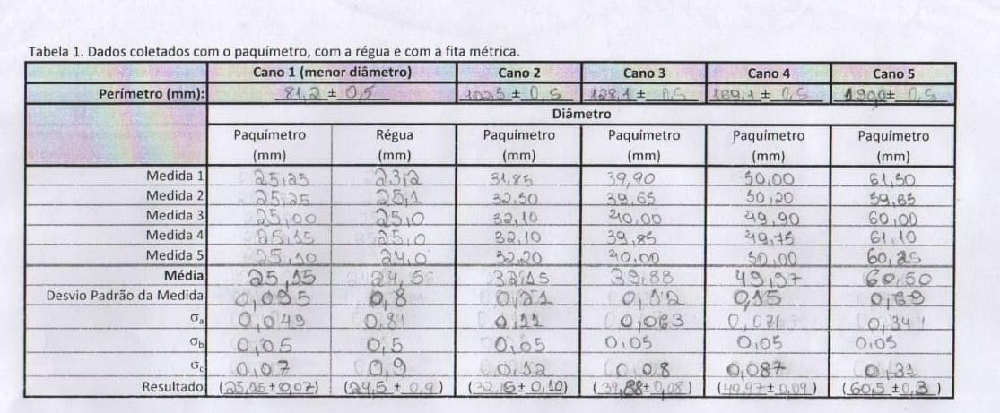 Tabela 1. Dados coletados com o paquímetro, com a régua e com a fita métrica.
Cano 1 (menor diâmetro) Cano 2 Cano 3 Cano 4 Cano 5
Perímetro (mm): 81,2 ± 0,5 102,5 ± 0,5 128,1 ± 0,5 159,1 ± 0,5 190,0 ± 0,5
Diâmetro
Paquímetro Régua Paquímetro Paquímetro Paquímetro Paquímetro
(mm) (mm) (mm) (mm) (mm) (mm)
Medida 1 25,25 23,2 31,85 39,90 50,00 61,50
Medida 2 25,25 25,1 32,50 39,65 50,20 59,65
Medida 3 25,00 25,0 32,10 40,00 49,90 60,00
Medida 4 25,15 25,0 32,10 39,85 49,75 61,10
Medida 5 25,10 24,0 32,20 40,00 50,00 60,25
Média 25,15 24,56 32,15 39,88 49,97 60,50
Desvio Padrão da Medida 0,095 0,8 0,21 0,12 0,15 0,69
σa 0,049 0,81 0,11 0,063 0,071 0,341
σb 0,05 0,5 0,05 0,05 0,05 0,05
σc 0,07 0,9 0,12 0,08 0,087 0,31
Resultado (25,15±0,07) (24,5 ± 0,9) (32,15± 0,10) (39,88± 0,08) (49,97± 0,09) (60,5 ±0,3)